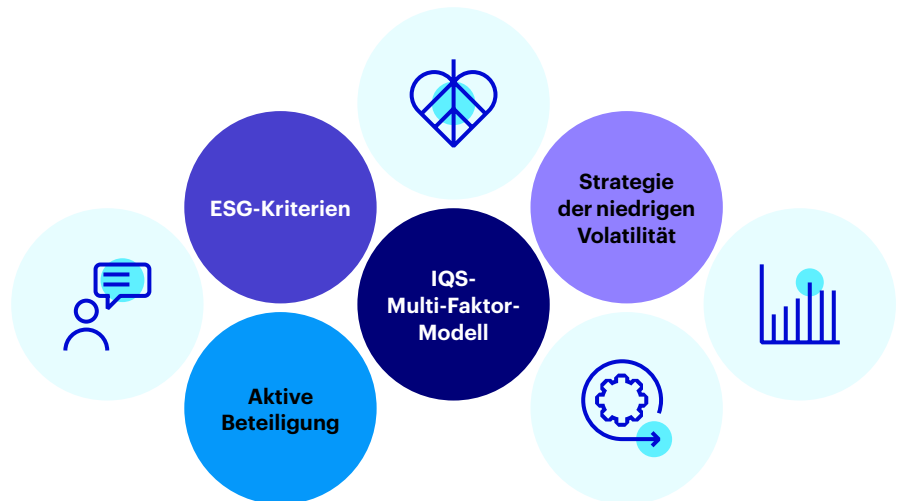 ESG-Kriterien
Strategie
der niedrigen
Volatilität
IQS-
Multi-Faktor-
Modell
Aktive
Beteiligung